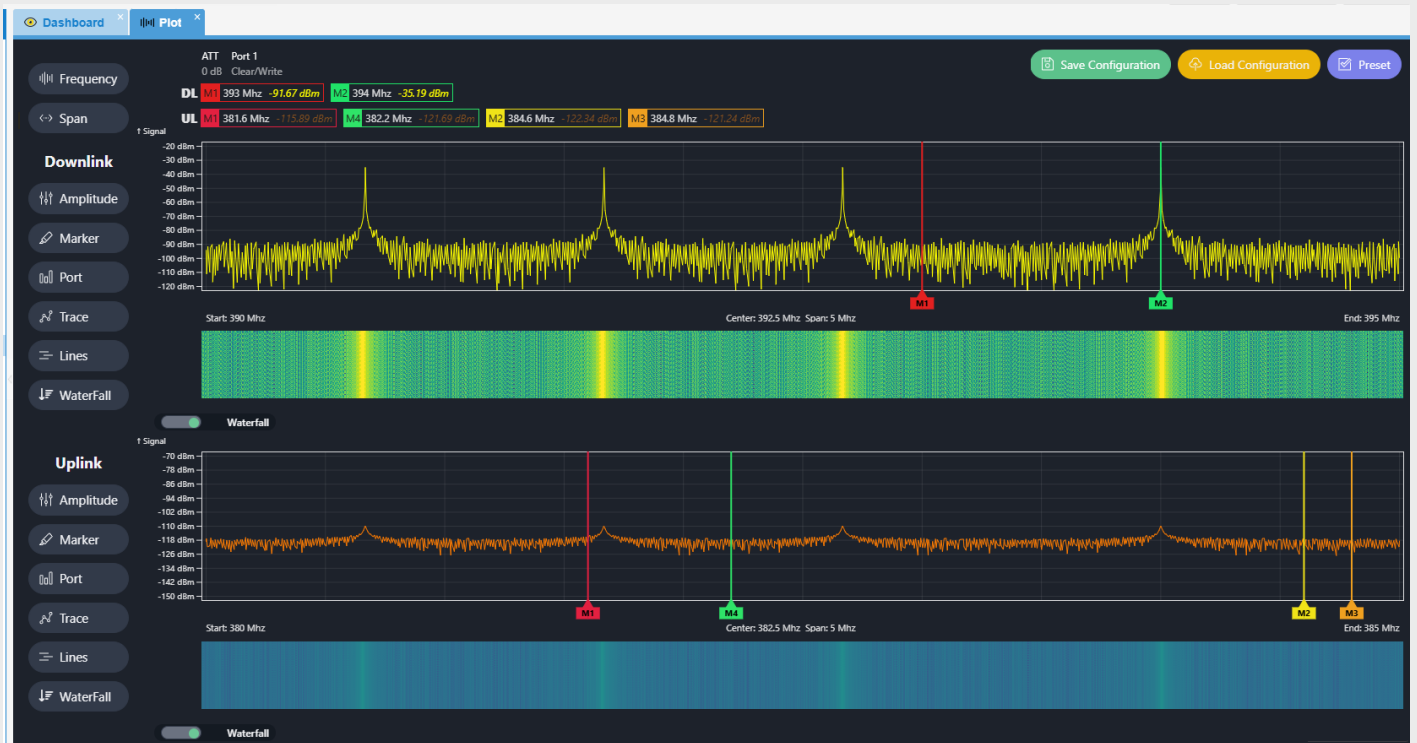 Dashboard × Plot ×
ATT Port 1
0 dB Clear/Write
Save Configuration Load Configuration Preset
DL M1 393 Mhz -91.67 dBm M2 394 Mhz -35.19 dBm
UL M1 381.6 Mhz -115.89 dBm M4 382.2 Mhz -121.69 dBm M2 384.6 Mhz -122.34 dBm M3 384.8 Mhz -121.24 dBm
Frequency
Span
Downlink
Amplitude
Marker
Port
Trace
Lines
WaterFall
↑ Signal
-20 dBm
-30 dBm
-40 dBm
-50 dBm
-60 dBm
-70 dBm
-80 dBm
-90 dBm
-100 dBm
-110 dBm
-120 dBm
M1 M2
Start: 390 Mhz Center: 392.5 Mhz Span: 5 Mhz End: 395 Mhz
Waterfall
Uplink
Amplitude
Marker
Port
Trace
Lines
WaterFall
↑ Signal
-70 dBm
-78 dBm
-86 dBm
-94 dBm
-102 dBm
-110 dBm
-118 dBm
-126 dBm
-134 dBm
-142 dBm
-150 dBm
M1 M4 M2 M3
Start: 380 Mhz Center: 382.5 Mhz Span: 5 Mhz End: 385 Mhz
Waterfall